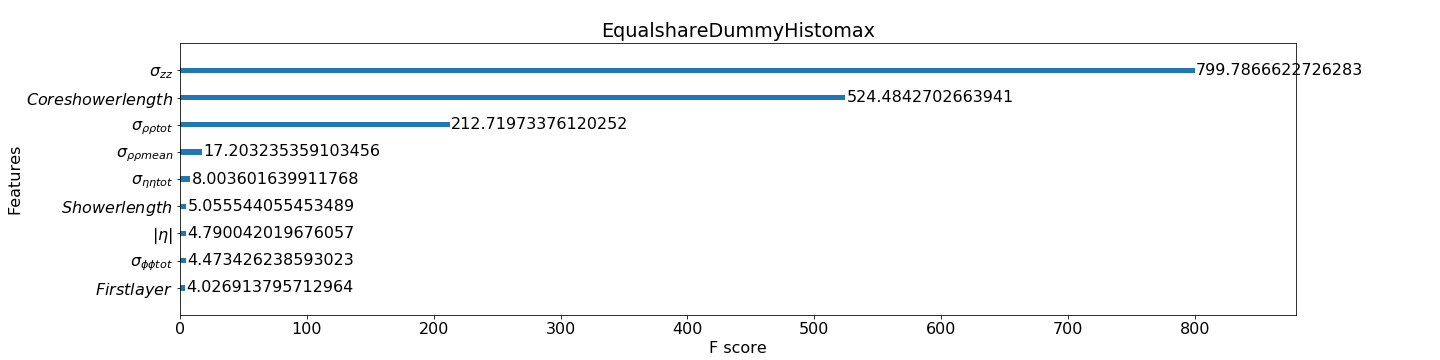 EqualshareDummyHistomax
σzz 799.7866622726283
Coreshowerlength 524.4842702663941
σρρtot 212.71973376120252
σρρmean 17.203235359103456
σηηtot 8.003601639911768
Showerlength 5.055544055453489
|η| 4.790042019676057
σϕϕtot 4.473426238593023
Firstlayer 4.026913795712964
Features
0 100 200 300 400 500 600 700 800
F score